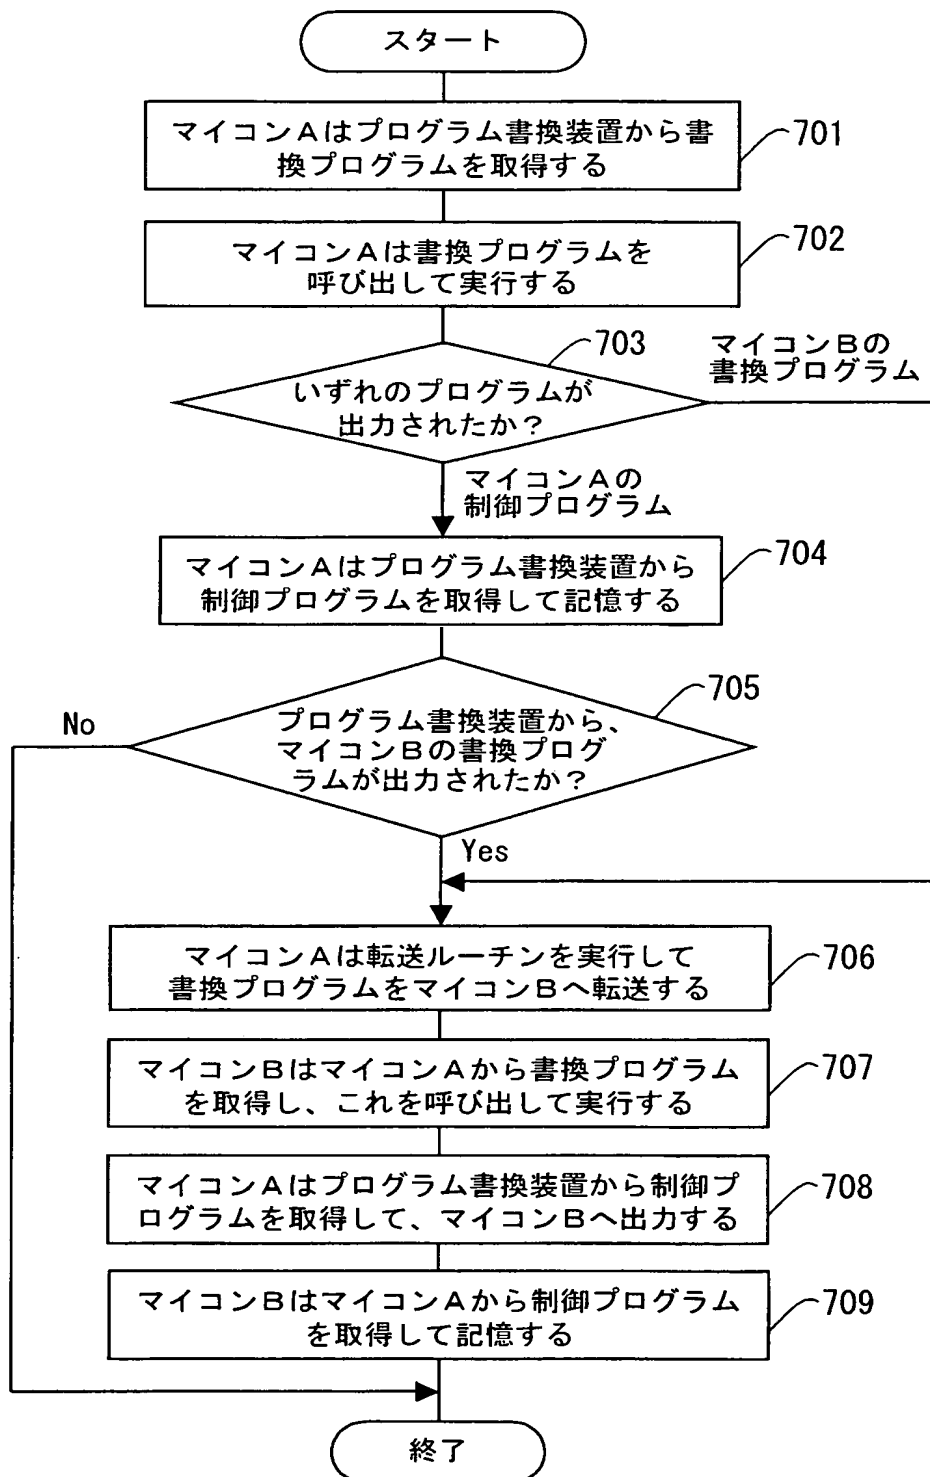 スタート
マイコンAはプログラム書換装置から書
換プログラムを取得する
701
マイコンAは書換プログラムを
呼び出して実行する
702
いずれのプログラムが
出力されたか?
703
マイコンBの
書換プログラム
マイコンAの
制御プログラム
マイコンAはプログラム書換装置から
制御プログラムを取得して記憶する
704
プログラム書換装置から、
マイコンBの書換プログ
ラムが出力されたか?
705
No
Yes
マイコンAは転送ルーチンを実行して
書換プログラムをマイコンBへ転送する
706
マイコンBはマイコンAから書換プログラム
を取得し、これを呼び出して実行する
707
マイコンAはプログラム書換装置から制御プ
ログラムを取得して、マイコンBへ出力する
708
マイコンBはマイコンAから制御プログラム
を取得して記憶する
709
終了